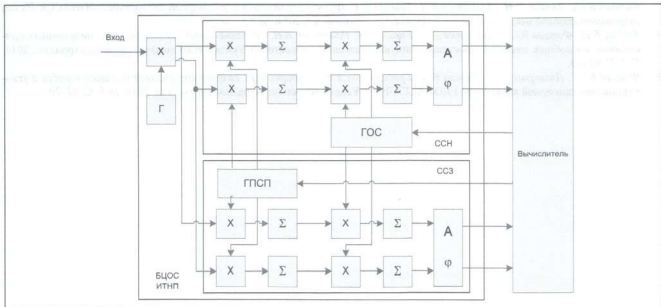 Вход
X
X
Σ
X
Σ
А
φ
Г
X
Σ
X
Σ
ГОС
ССН
Вычислитель
ГПСП
ССЗ
X
Σ
X
Σ
А
φ
X
Σ
X
Σ
БЦОС
ИТНП